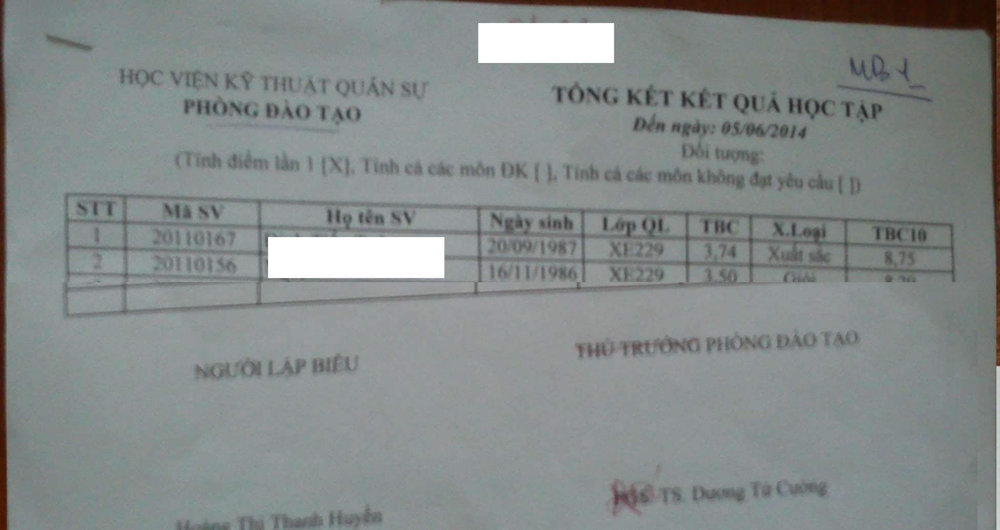 MB 1
HỌC VIỆN KỸ THUẬT QUÂN SỰ
PHÒNG ĐÀO TẠO
TỔNG KẾT KẾT QUẢ HỌC TẬP
Đến ngày: 05/06/2014
Đối tượng:
(Tính điểm lần 1 [X], Tính cả các môn ĐK [ ], Tính cả các môn không đạt yêu cầu [ ])
STT Mã SV Họ tên SV Ngày sinh Lớp QL TBC X.Loại TBC10
1 20110167 20/09/1987 XE229 3,74 Xuất sắc 8,75
2 20110156 16/11/1986 XE229 3,50 Giỏi
NGƯỜI LẬP BIỂU
THỦ TRƯỞNG PHÒNG ĐÀO TẠO
PGS. TS. Dương Tử Cường
Hoàng Thị Thanh Huyền